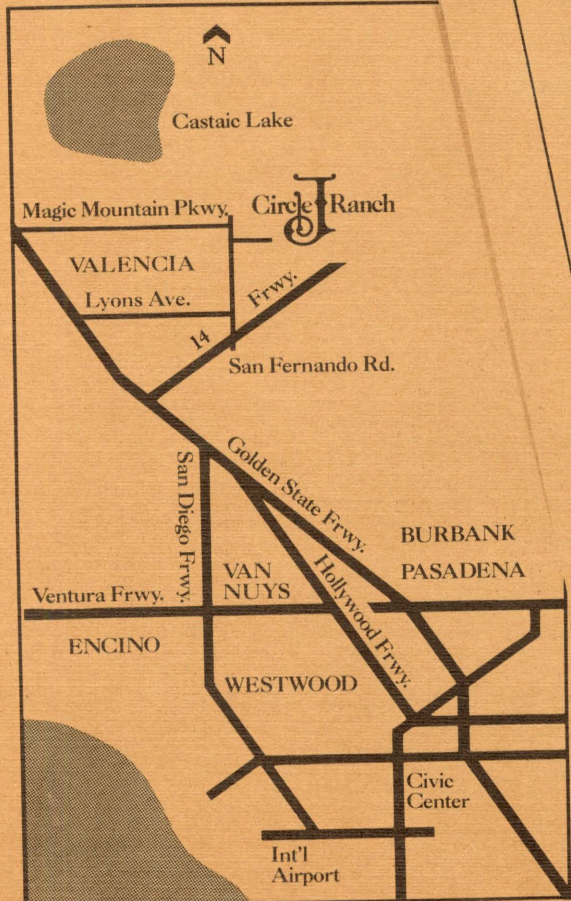 N
Castaic Lake
Magic Mountain Pkwy.
Circle J Ranch
VALENCIA
Lyons Ave.
14 Frwy.
San Fernando Rd.
Golden State Frwy.
San Diego Frwy.
Hollywood Frwy.
BURBANK
PASADENA
VAN
NUYS
Ventura Frwy.
ENCINO
WESTWOOD
Civic
Center
Int'l
Airport